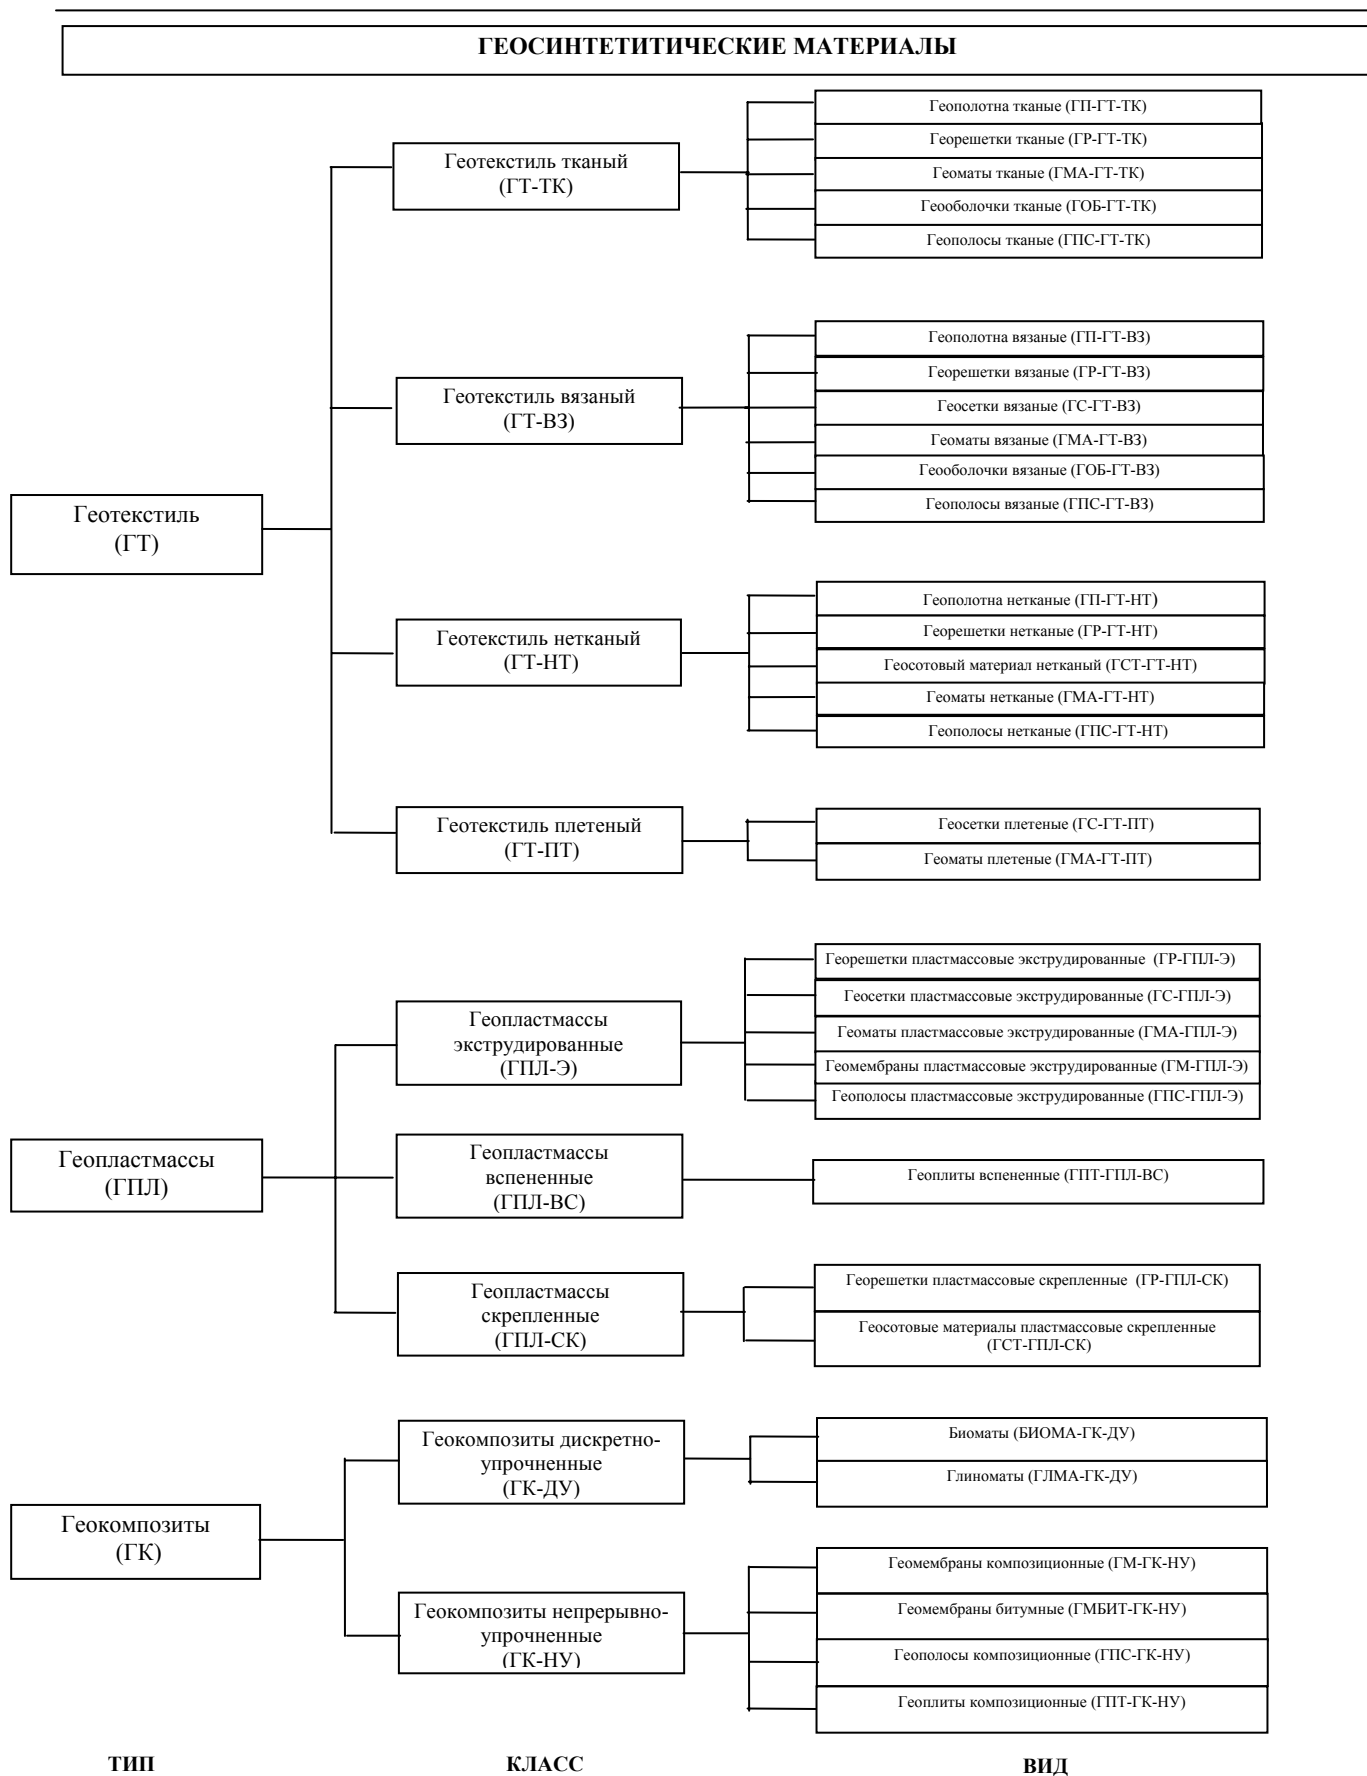 ГЕОСИНТЕТИТИЧЕСКИЕ МАТЕРИАЛЫ
Геотекстиль
(ГТ)
Геотекстиль тканый
(ГТ-ТК)
Геополотна тканые (ГП-ГТ-ТК)
Георешетки тканые (ГР-ГТ-ТК)
Геоматы тканые (ГМА-ГТ-ТК)
Геооболочки тканые (ГОБ-ГТ-ТК)
Геополосы тканые (ГПС-ГТ-ТК)
Геотекстиль вязаный
(ГТ-ВЗ)
Геополотна вязаные (ГП-ГТ-ВЗ)
Георешетки вязаные (ГР-ГТ-ВЗ)
Геосетки вязаные (ГС-ГТ-ВЗ)
Геоматы вязаные (ГМА-ГТ-ВЗ)
Геооболочки вязаные (ГОБ-ГТ-ВЗ)
Геополосы вязаные (ГПС-ГТ-ВЗ)
Геотекстиль нетканый
(ГТ-НТ)
Геополотна нетканые (ГП-ГТ-НТ)
Георешетки нетканые (ГР-ГТ-НТ)
Геосотовый материал нетканый (ГСТ-ГТ-НТ)
Геоматы нетканые (ГМА-ГТ-НТ)
Геополосы нетканые (ГПС-ГТ-НТ)
Геотекстиль плетеный
(ГТ-ПТ)
Геосетки плетеные (ГС-ГТ-ПТ)
Геоматы плетеные (ГМА-ГТ-ПТ)
Геопластмассы
(ГПЛ)
Геопластмассы
экструдированные
(ГПЛ-Э)
Георешетки пластмассовые экструдированные (ГР-ГПЛ-Э)
Геосетки пластмассовые экструдированные (ГС-ГПЛ-Э)
Геоматы пластмассовые экструдированные (ГМА-ГПЛ-Э)
Геомембраны пластмассовые экструдированные (ГМ-ГПЛ-Э)
Геополосы пластмассовые экструдированные (ГПС-ГПЛ-Э)
Геопластмассы
вспененные
(ГПЛ-ВС)
Геоплиты вспененные (ГПТ-ГПЛ-ВС)
Геопластмассы
скрепленные
(ГПЛ-СК)
Георешетки пластмассовые скрепленные (ГР-ГПЛ-СК)
Геосотовые материалы пластмассовые скрепленные
(ГСТ-ГПЛ-СК)
Геокомпозиты
(ГК)
Геокомпозиты дискретно-
упрочненные
(ГК-ДУ)
Биоматы (БИОМА-ГК-ДУ)
Глиноматы (ГЛМА-ГК-ДУ)
Геокомпозиты непрерывно-
упрочненные
(ГК-НУ)
Геомембраны композиционные (ГМ-ГК-НУ)
Геомембраны битумные (ГМБИТ-ГК-НУ)
Геополосы композиционные (ГПС-ГК-НУ)
Геоплиты композиционные (ГПТ-ГК-НУ)
ТИП
КЛАСС
ВИД